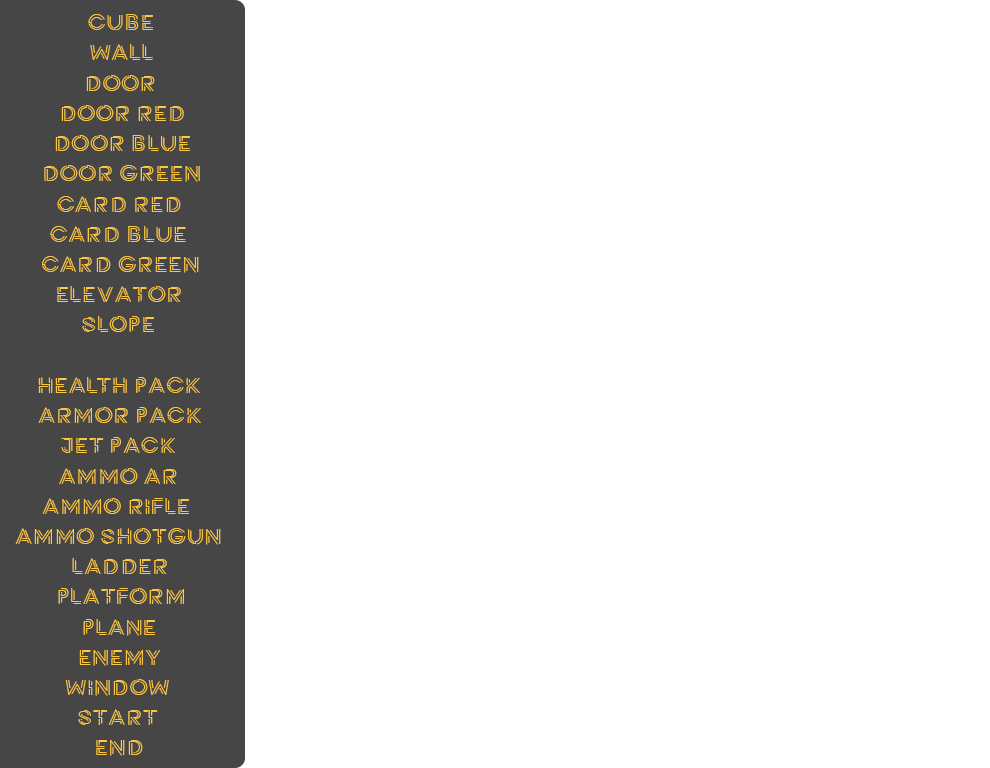 CUBE
WALL
DOOR
DOOR RED
DOOR BLUE
DOOR GREEN
CARD RED
CARD BLUE
CARD GREEN
ELEVATOR
SLOPE
HEALTH PACK
ARMOR PACK
JET PACK
AMMO AR
AMMO RIFLE
AMMO SHOTGUN
LADDER
PLATFORM
PLANE
ENEMY
WINDOW
START
END